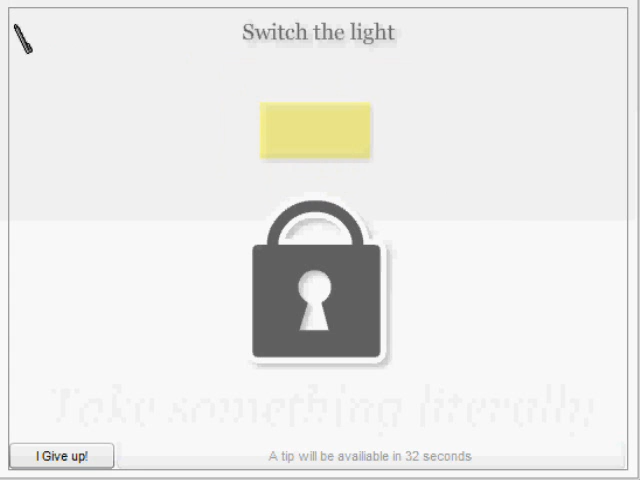 Switch the light
Take something literally
I Give up!
A tip will be availiable in 32 seconds